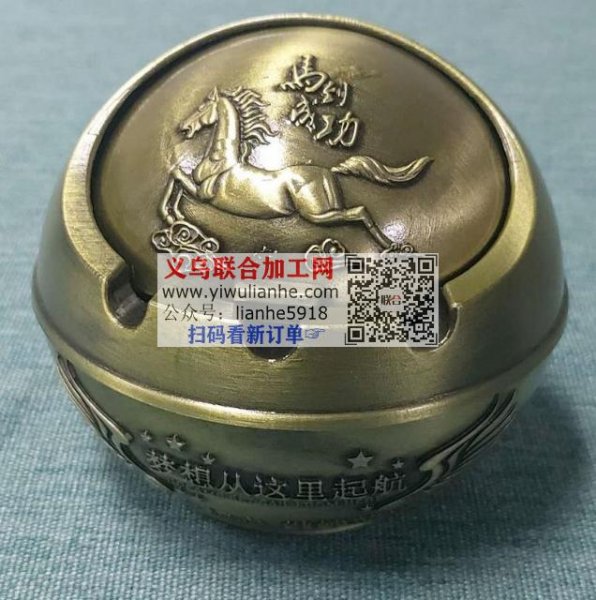 馬到
成功
义乌联合加工网
www.yiwulianhe.com
公众号：lianhe5918
扫码看新订单☞
联合
梦想从这里起航